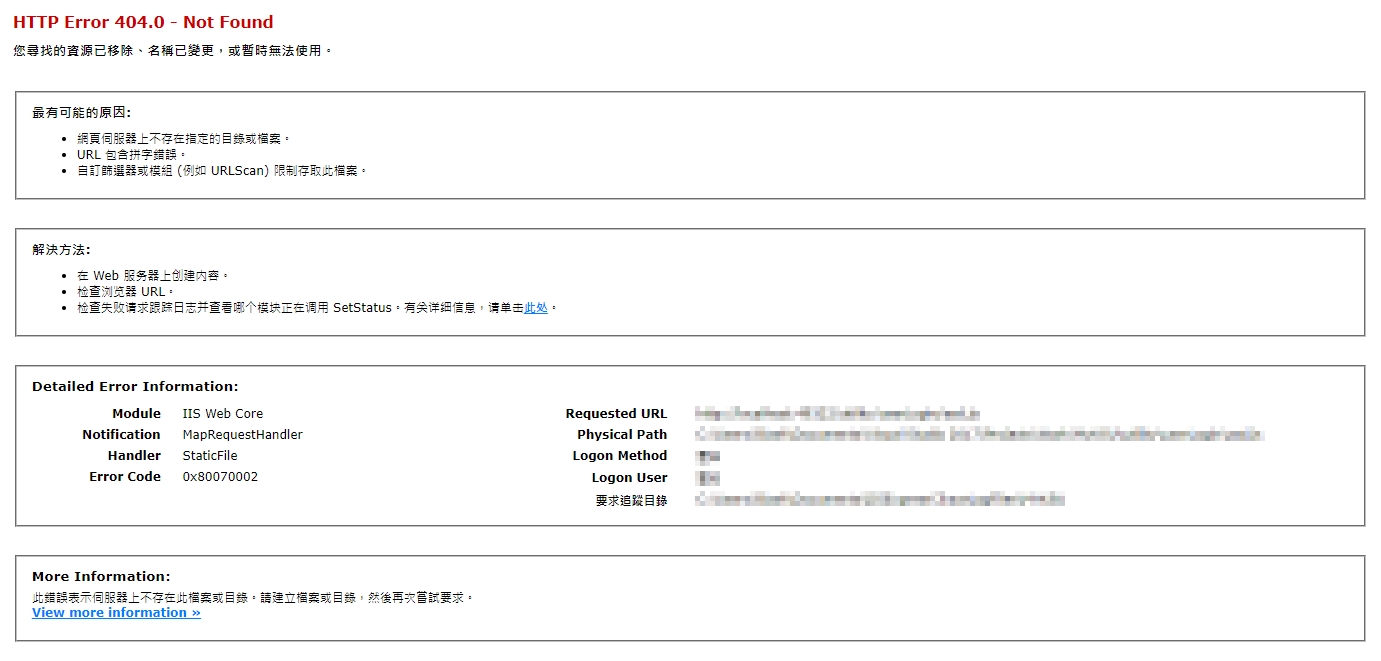 HTTP Error 404.0 - Not Found
您尋找的資源已移除、名稱已變更，或暫時無法使用。
最有可能的原因:
網頁伺服器上不存在指定的目錄或檔案。
URL 包含拼字錯誤。
自訂篩選器或模組 (例如 URLScan) 限制存取此檔案。
解決方法:
在 Web 服务器上创建内容。
检查浏览器 URL。
检查失败请求跟踪日志并查看哪个模块正在调用 SetStatus。有关详细信息，请单击此处。
Detailed Error Information:
Module IIS Web Core
Notification MapRequestHandler
Handler StaticFile
Error Code 0x80070002
Requested URL
Physical Path
Logon Method
Logon User
要求追蹤目錄
More Information:
此錯誤表示伺服器上不存在此檔案或目錄。請建立檔案或目錄，然後再次嘗試要求。
View more information »